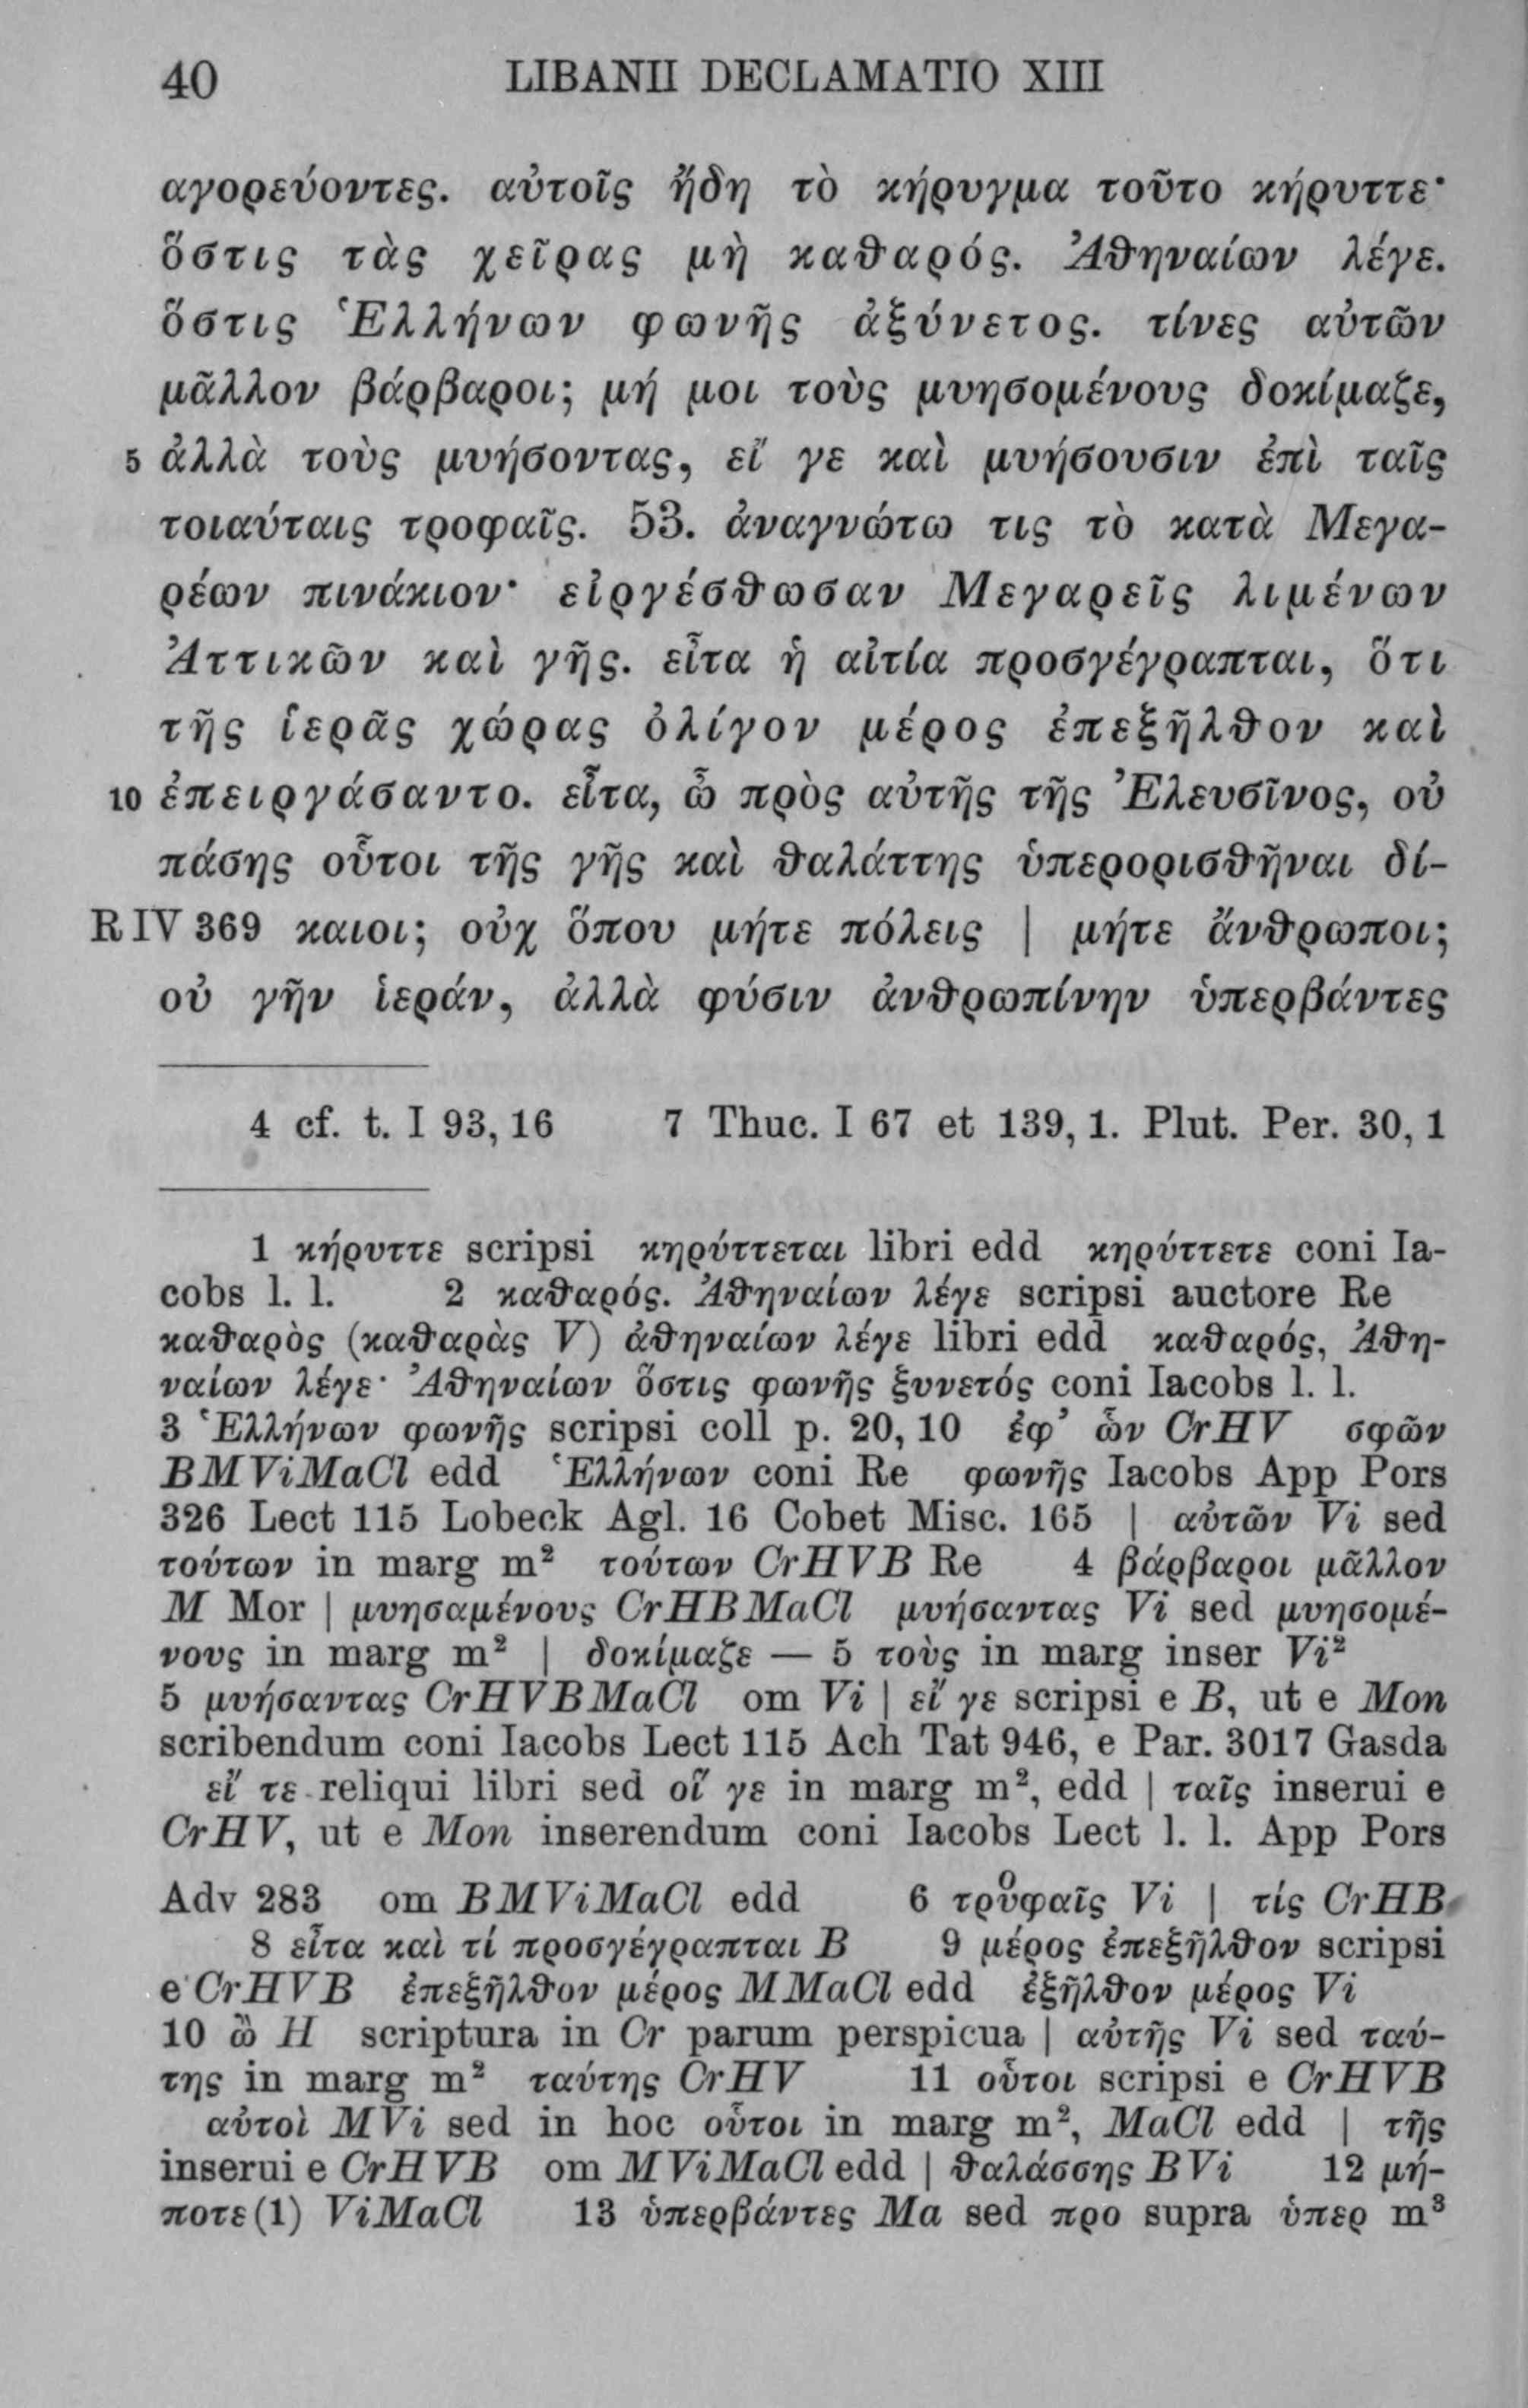 40 LIBANII DECLAMATIO XIII
αγορεύοντες. αὐτοῖς ἤδη τὸ κήρυγμα τοῦτο κήρυττε·
ὅστις τὰς χεῖρας μὴ καθαρός. Ἀθηναίων λέγε.
ὅστις Ἑλλήνων φωνῆς ἀξύνετος. τίνες αὐτῶν
μᾶλλον βάρβαροι; μή μοι τοὺς μυησομένους δοκίμαζε,
5 ἀλλὰ τοὺς μυήσοντας, εἴ γε καὶ μυήσουσιν ἐπὶ ταῖς
τοιαύταις τροφαῖς. 53. ἀναγνώτω τις τὸ κατὰ Μεγα-
ρέων πινάκιον· εἰργέσθωσαν Μεγαρεῖς λιμένων
Ἀττικῶν καὶ γῆς. εἶτα ἡ αἰτία προσγέγραπται, ὅτι
τῆς ἱερᾶς χώρας ὀλίγον μέρος ἐπεξῆλθον καὶ
10 ἐπειργάσαντο. εἶτα, ὦ πρὸς αὐτῆς τῆς Ἐλευσῖνος, οὐ
πάσης οὗτοι τῆς γῆς καὶ θαλάττης ὑπερορισθῆναι δί-
R IV 369 καιοι; οὐχ ὅπου μήτε πόλεις | μήτε ἄνθρωποι;
οὐ γῆν ἱεράν, ἀλλὰ φύσιν ἀνθρωπίνην ὑπερβάντες
4 cf. t. I 93, 16 7 Thuc. I 67 et 139, 1. Plut. Per. 30, 1
1 κήρυττε scripsi κηρύττεται libri edd κηρύττετε coni Ia-
cobs l. l. 2 καθαρός. Ἀθηναίων λέγε scripsi auctore Re
καθαρὸς (καθαρὰς V) ἀθηναίων λέγε libri edd καθαρός, Ἀθη-
ναίων λέγε· Ἀθηναίων ὅστις φωνῆς ξυνετός coni Iacobs l. l.
3 Ἑλλήνων φωνῆς scripsi coll p. 20, 10 ἐφ’ ὧν CrHV σφῶν
BMViMaCl edd Ἑλλήνων coni Re φωνῆς Iacobs App Pors
326 Lect 115 Lobeck Agl. 16 Cobet Misc. 165 | αὐτῶν Vi sed
τούτων in marg m² τούτων CrHVB Re 4 βάρβαροι μᾶλλον
M Mor | μυησαμένους CrHBMaCl μυήσαντας Vi sed μυησομέ-
νους in marg m² | δοκίμαζε — 5 τοὺς in marg inser Vi²
5 μυήσαντας CrHVBMaCl om Vi | εἴ γε scripsi e B, ut e Mon
scribendum coni Iacobs Lect 115 Ach Tat 946, e Par. 3017 Gasda
εἴ τε reliqui libri sed οἵ γε in marg m², edd | ταῖς inserui e
CrHV, ut e Mon inserendum coni Iacobs Lect l. l. App Pors
Adv 283 om BMViMaCl edd 6 τρυοφαῖς Vi | τίς CrHB
8 εἶτα καὶ τί προσγέγραπται B 9 μέρος ἐπεξῆλθον scripsi
e CrHVB ἐπεξῆλθον μέρος MMaCl edd ἐξῆλθον μέρος Vi
10 ὢ H scriptura in Cr parum perspicua | αὐτῆς Vi sed ταύ-
της in marg m² ταύτης CrHV 11 οὗτοι scripsi e CrHVB
αὐτοὶ MVi sed in hoc οὗτοι in marg m², MaCl edd | τῆς
inserui e CrHVB om MViMaCl edd | θαλάσσης BVi 12 μή-
ποτε (1) ViMaCl 13 ὑπερβάντες Ma sed προ supra ὑπερ m³